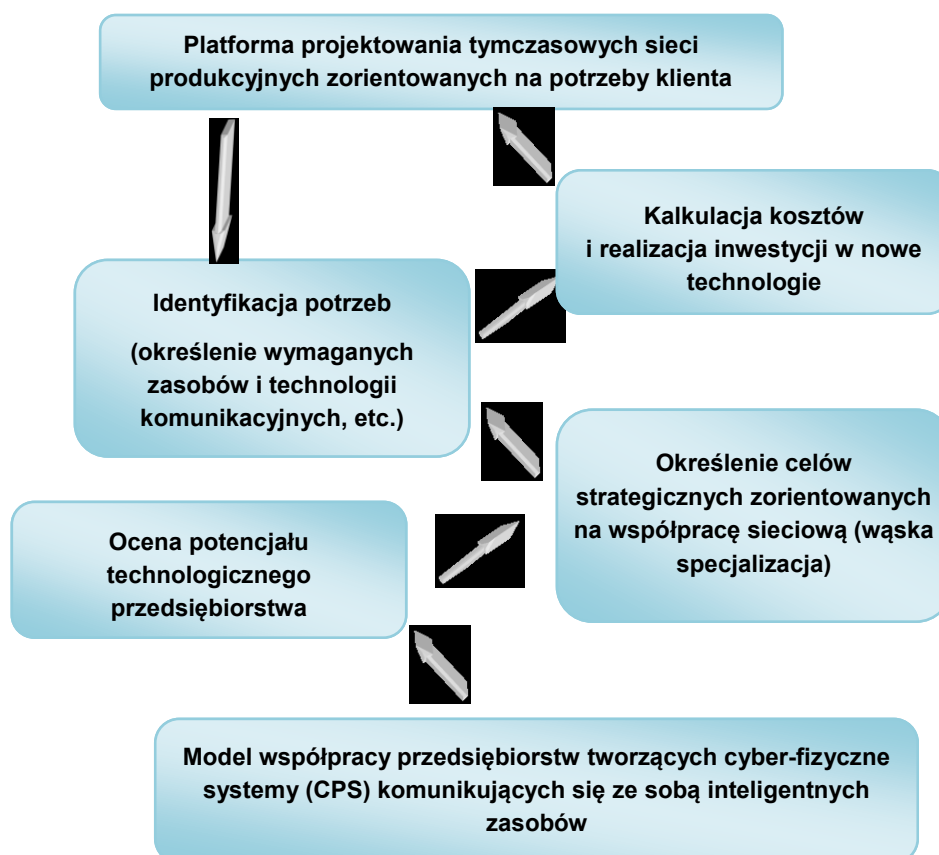 Platforma projektowania tymczasowych sieci
produkcyjnych zorientowanych na potrzeby klienta
Kalkulacja kosztów
i realizacja inwestycji w nowe
technologie
Identyfikacja potrzeb
(określenie wymaganych
zasobów i technologii
komunikacyjnych, etc.)
Określenie celów
strategicznych zorientowanych
na współpracę sieciową (wąska
specjalizacja)
Ocena potencjału
technologicznego
przedsiębiorstwa
Model współpracy przedsiębiorstw tworzących cyber-fizyczne
systemy (CPS) komunikujących się ze sobą inteligentnych
zasobów